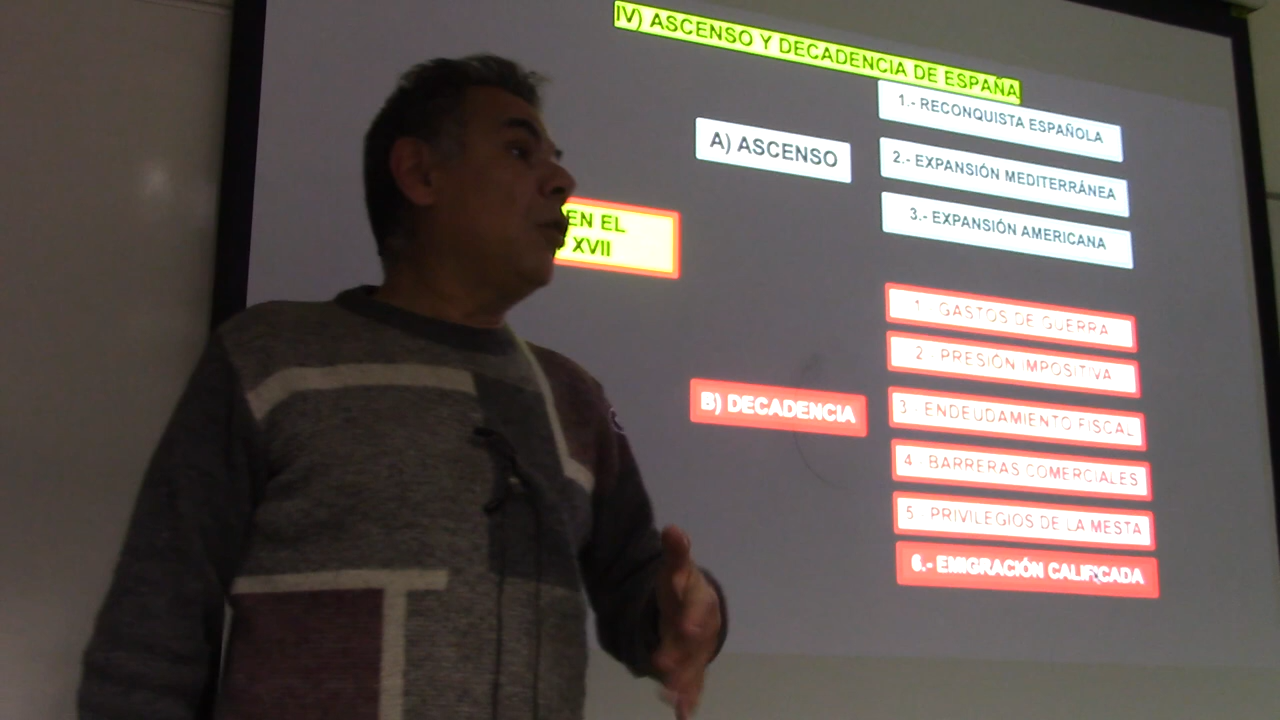 IV) ASCENSO Y DECADENCIA DE ESPAÑA
A) ASCENSO
1.- RECONQUISTA ESPAÑOLA
2.- EXPANSIÓN MEDITERRÁNEA
3.- EXPANSIÓN AMERICANA
EN EL
XVII
B) DECADENCIA
1.- GASTOS DE GUERRA
2.- PRESIÓN IMPOSITIVA
3.- ENDEUDAMIENTO FISCAL
4.- BARRERAS COMERCIALES
5.- PRIVILEGIOS DE LA MESTA
6.- EMIGRACIÓN CALIFICADA